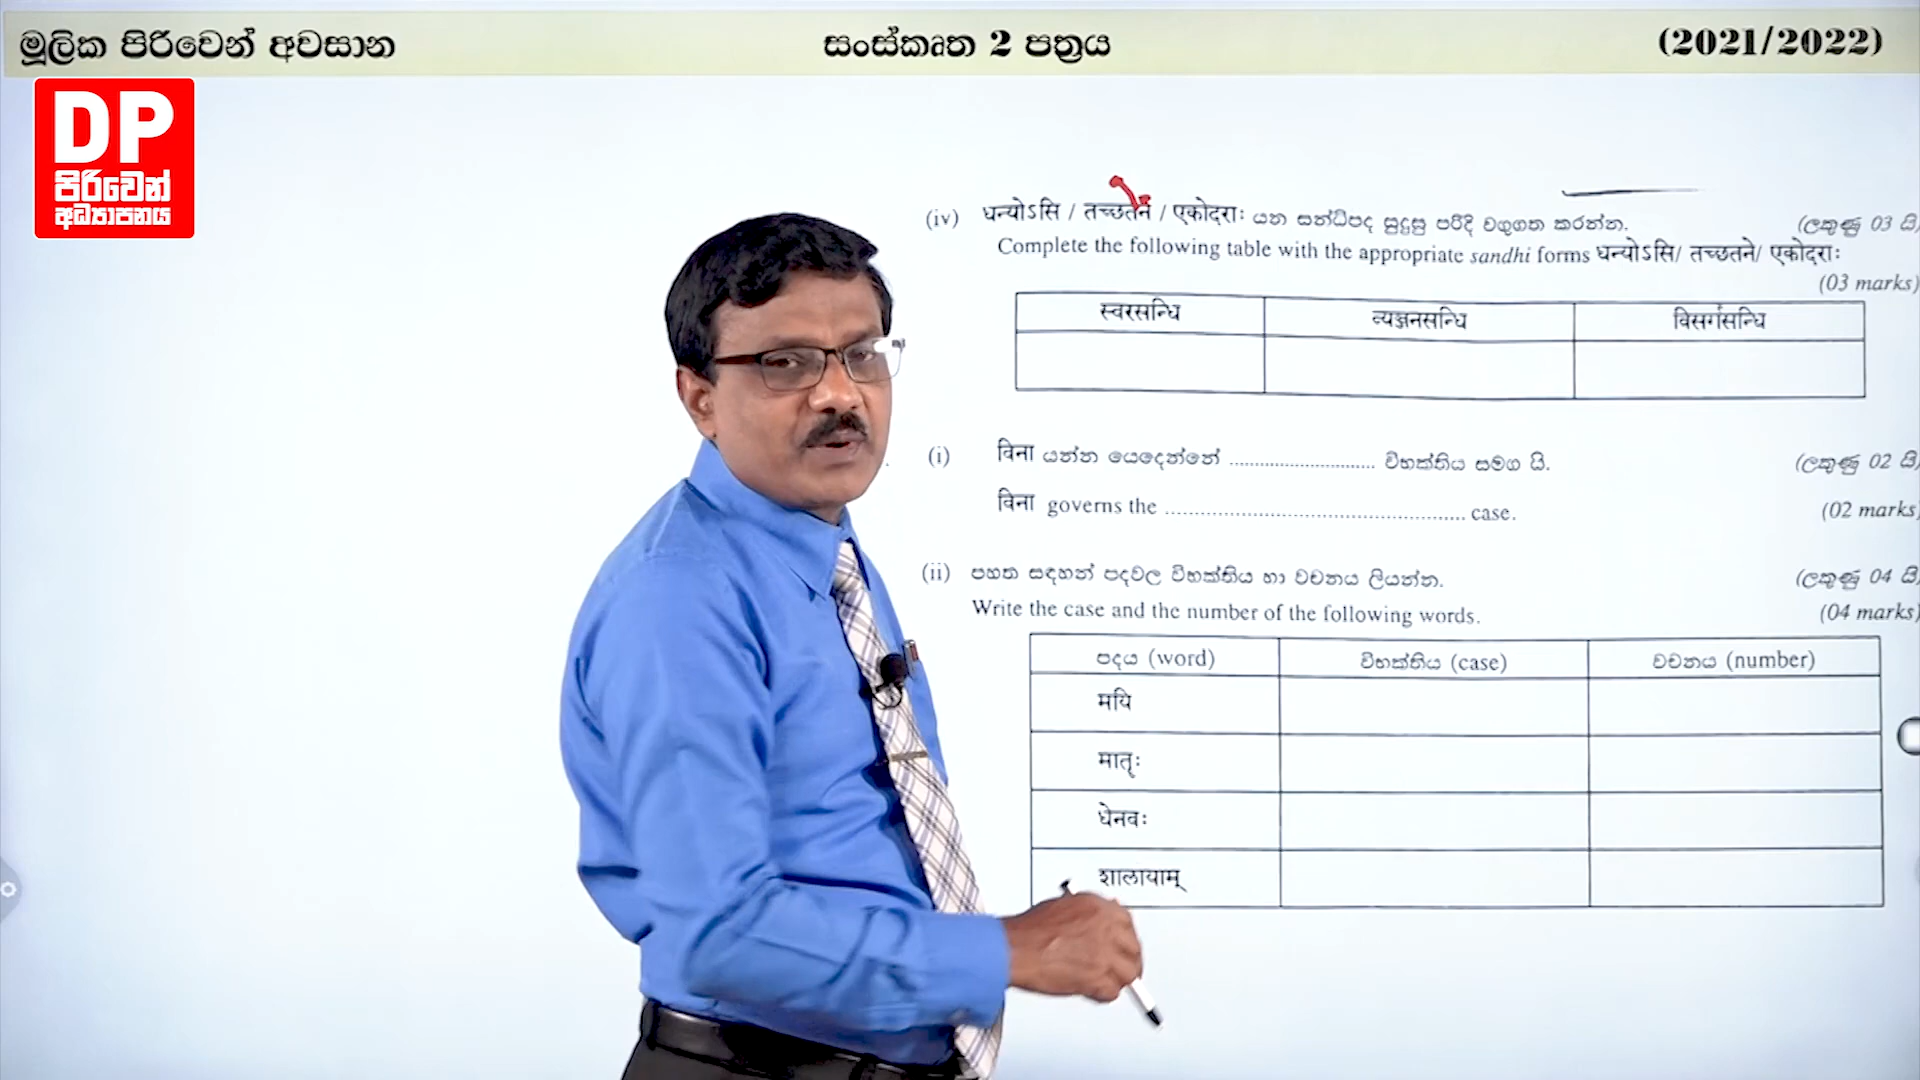 මූලික පිරිවෙන් අවසාන
සංස්කෘත 2 පත්‍රය
(2021/2022)
DP
පිරිවෙන්
අධ්‍යාපනය
(iv) धन्योऽसि / तच्छतने / एकोदराः යන සන්ධිපද සුදුසු පරිදි වගුගත කරන්න. (ලකුණු 03 යි
Complete the following table with the appropriate sandhi forms धन्योऽसि/ तच्छतने/ एकोदराः
(03 marks)
स्वरसन्धि व्यञ्जनसन्धि विसर्गसन्धि
(i) विना යන්න යෙදෙන්නේ ............................ විභක්තිය සමග යි. (ලකුණු 02 යි
विना governs the ............................................................ case. (02 marks)
(ii) පහත සඳහන් පදවල විභක්තිය හා වචනය ලියන්න. (ලකුණු 04 යි
Write the case and the number of the following words. (04 marks)
පදය (word) විභක්තිය (case) වචනය (number)
मयि
मातृः
धेनवः
शालायाम्